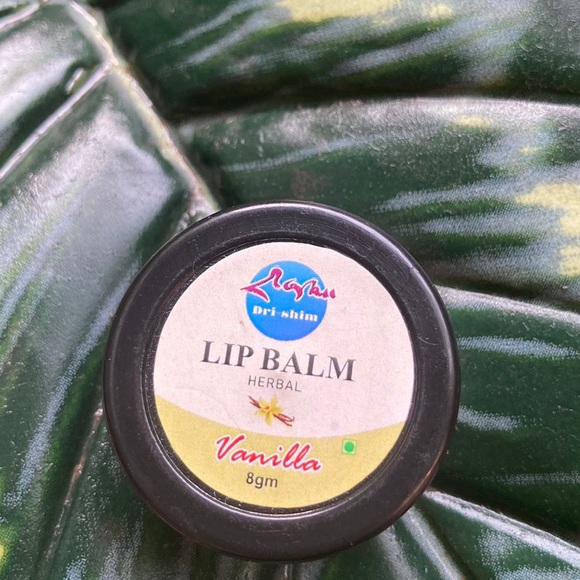 Dri-shim
LIP BALM
HERBAL
Vanilla
8gm